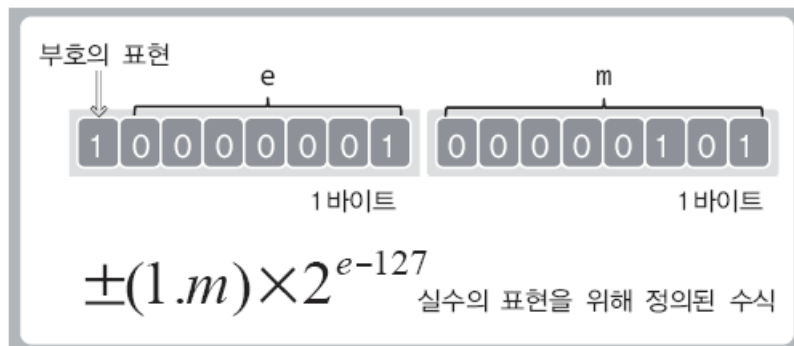 부호의 표현
e m
1 0 0 0 0 0 0 1 0 0 0 0 0 1 0 1
1바이트 1바이트
±(1.m)×2^{e-127} 실수의 표현을 위해 정의된 수식